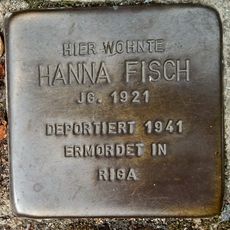 HIER WOHNTE
HANNA FISCH
JG. 1921
DEPORTIERT 1941
ERMORDET IN
RIGA